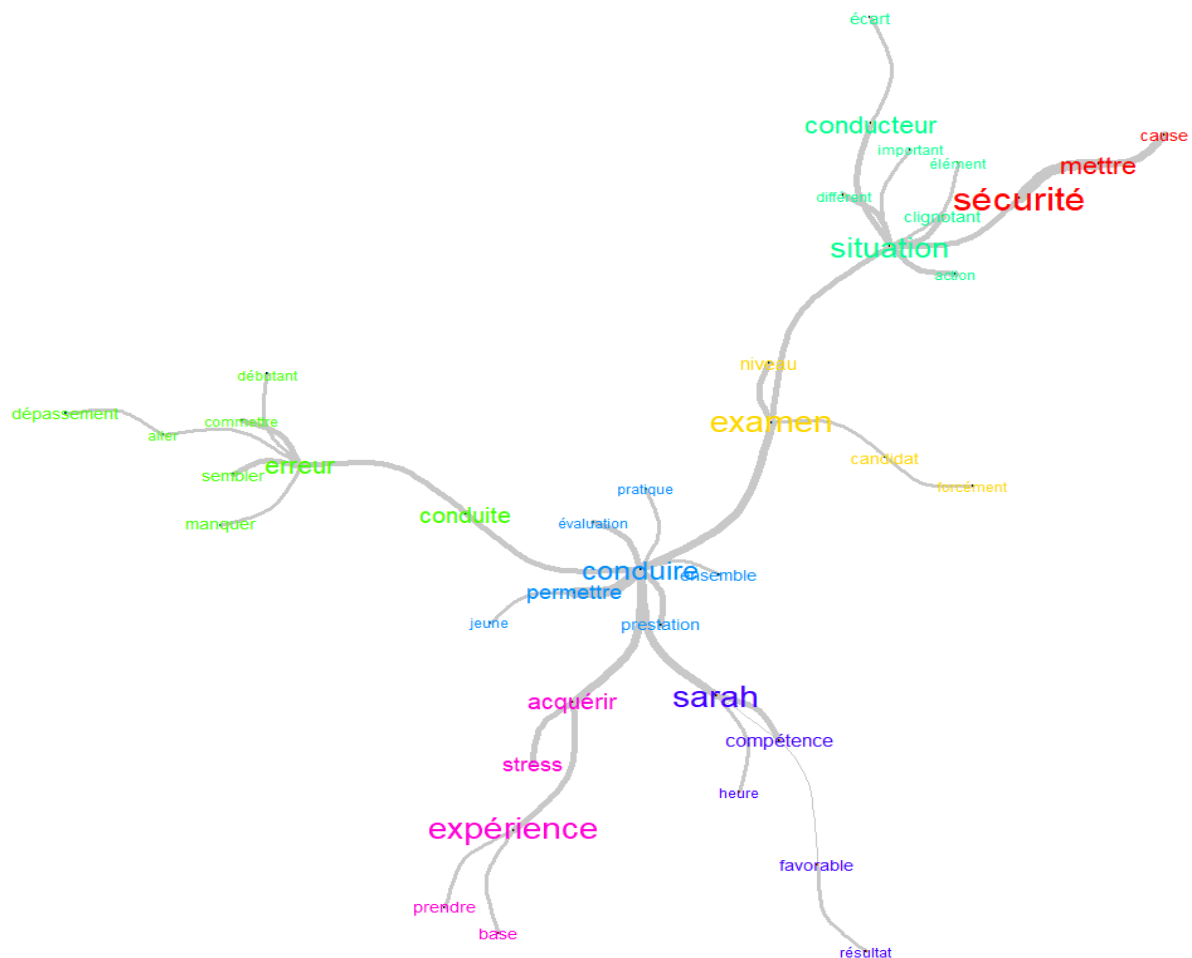 écart
conducteur
cause
important
mettre
élément
différent
sécurité
clignotant
situation
action
niveau
débutant
dépassement
commettre
examen
aller
candidat
erreur
sembler
forcément
pratique
conduite
manquer
évaluation
conduire
ensemble
permettre
jeune
prestation
sarah
acquérir
compétence
stress
heure
expérience
favorable
prendre
base
résultat